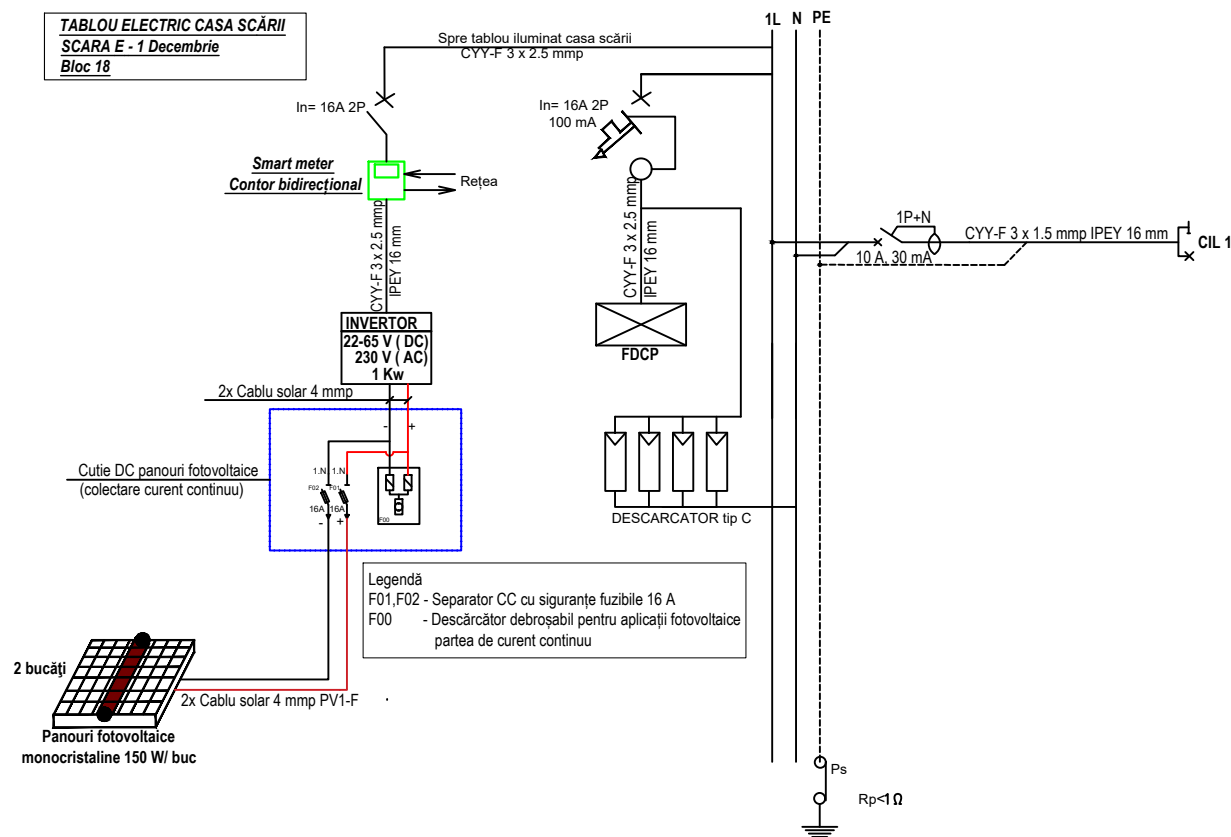 TABLOU ELECTRIC CASA SCĂRII
SCARA E - 1 Decembrie
Bloc 18
1L N PE
Spre tablou iluminat casa scării
CYY-F 3 x 2.5 mmp
In= 16A 2P
In= 16A 2P
100 mA
Smart meter
Contor bidirecțional
Rețea
CYY-F 3 x 2.5 mmp
IPEY 16 mm
CYY-F 3 x 2.5 mmp
IPEY 16 mm
1P+N
CYY-F 3 x 1.5 mmp IPEY 16 mm
10 A, 30 mA
CIL 1
INVERTOR
22-65 V ( DC)
230 V ( AC)
1 Kw
FDCP
2x Cablu solar 4 mmp
- +
Cutie DC panouri fotovoltaice
(colectare curent continuu)
1.N 1.N
F02 F01
16A 16A
- +
F00
DESCARCATOR tip C
Legendă
F01,F02 - Separator CC cu siguranțe fuzibile 16 A
F00 - Descărcător debroșabil pentru aplicații fotovoltaice
partea de curent continuu
2 bucăți
2x Cablu solar 4 mmp PV1-F
Panouri fotovoltaice
monocristaline 150 W/ buc
Ps
Rp<1Ω